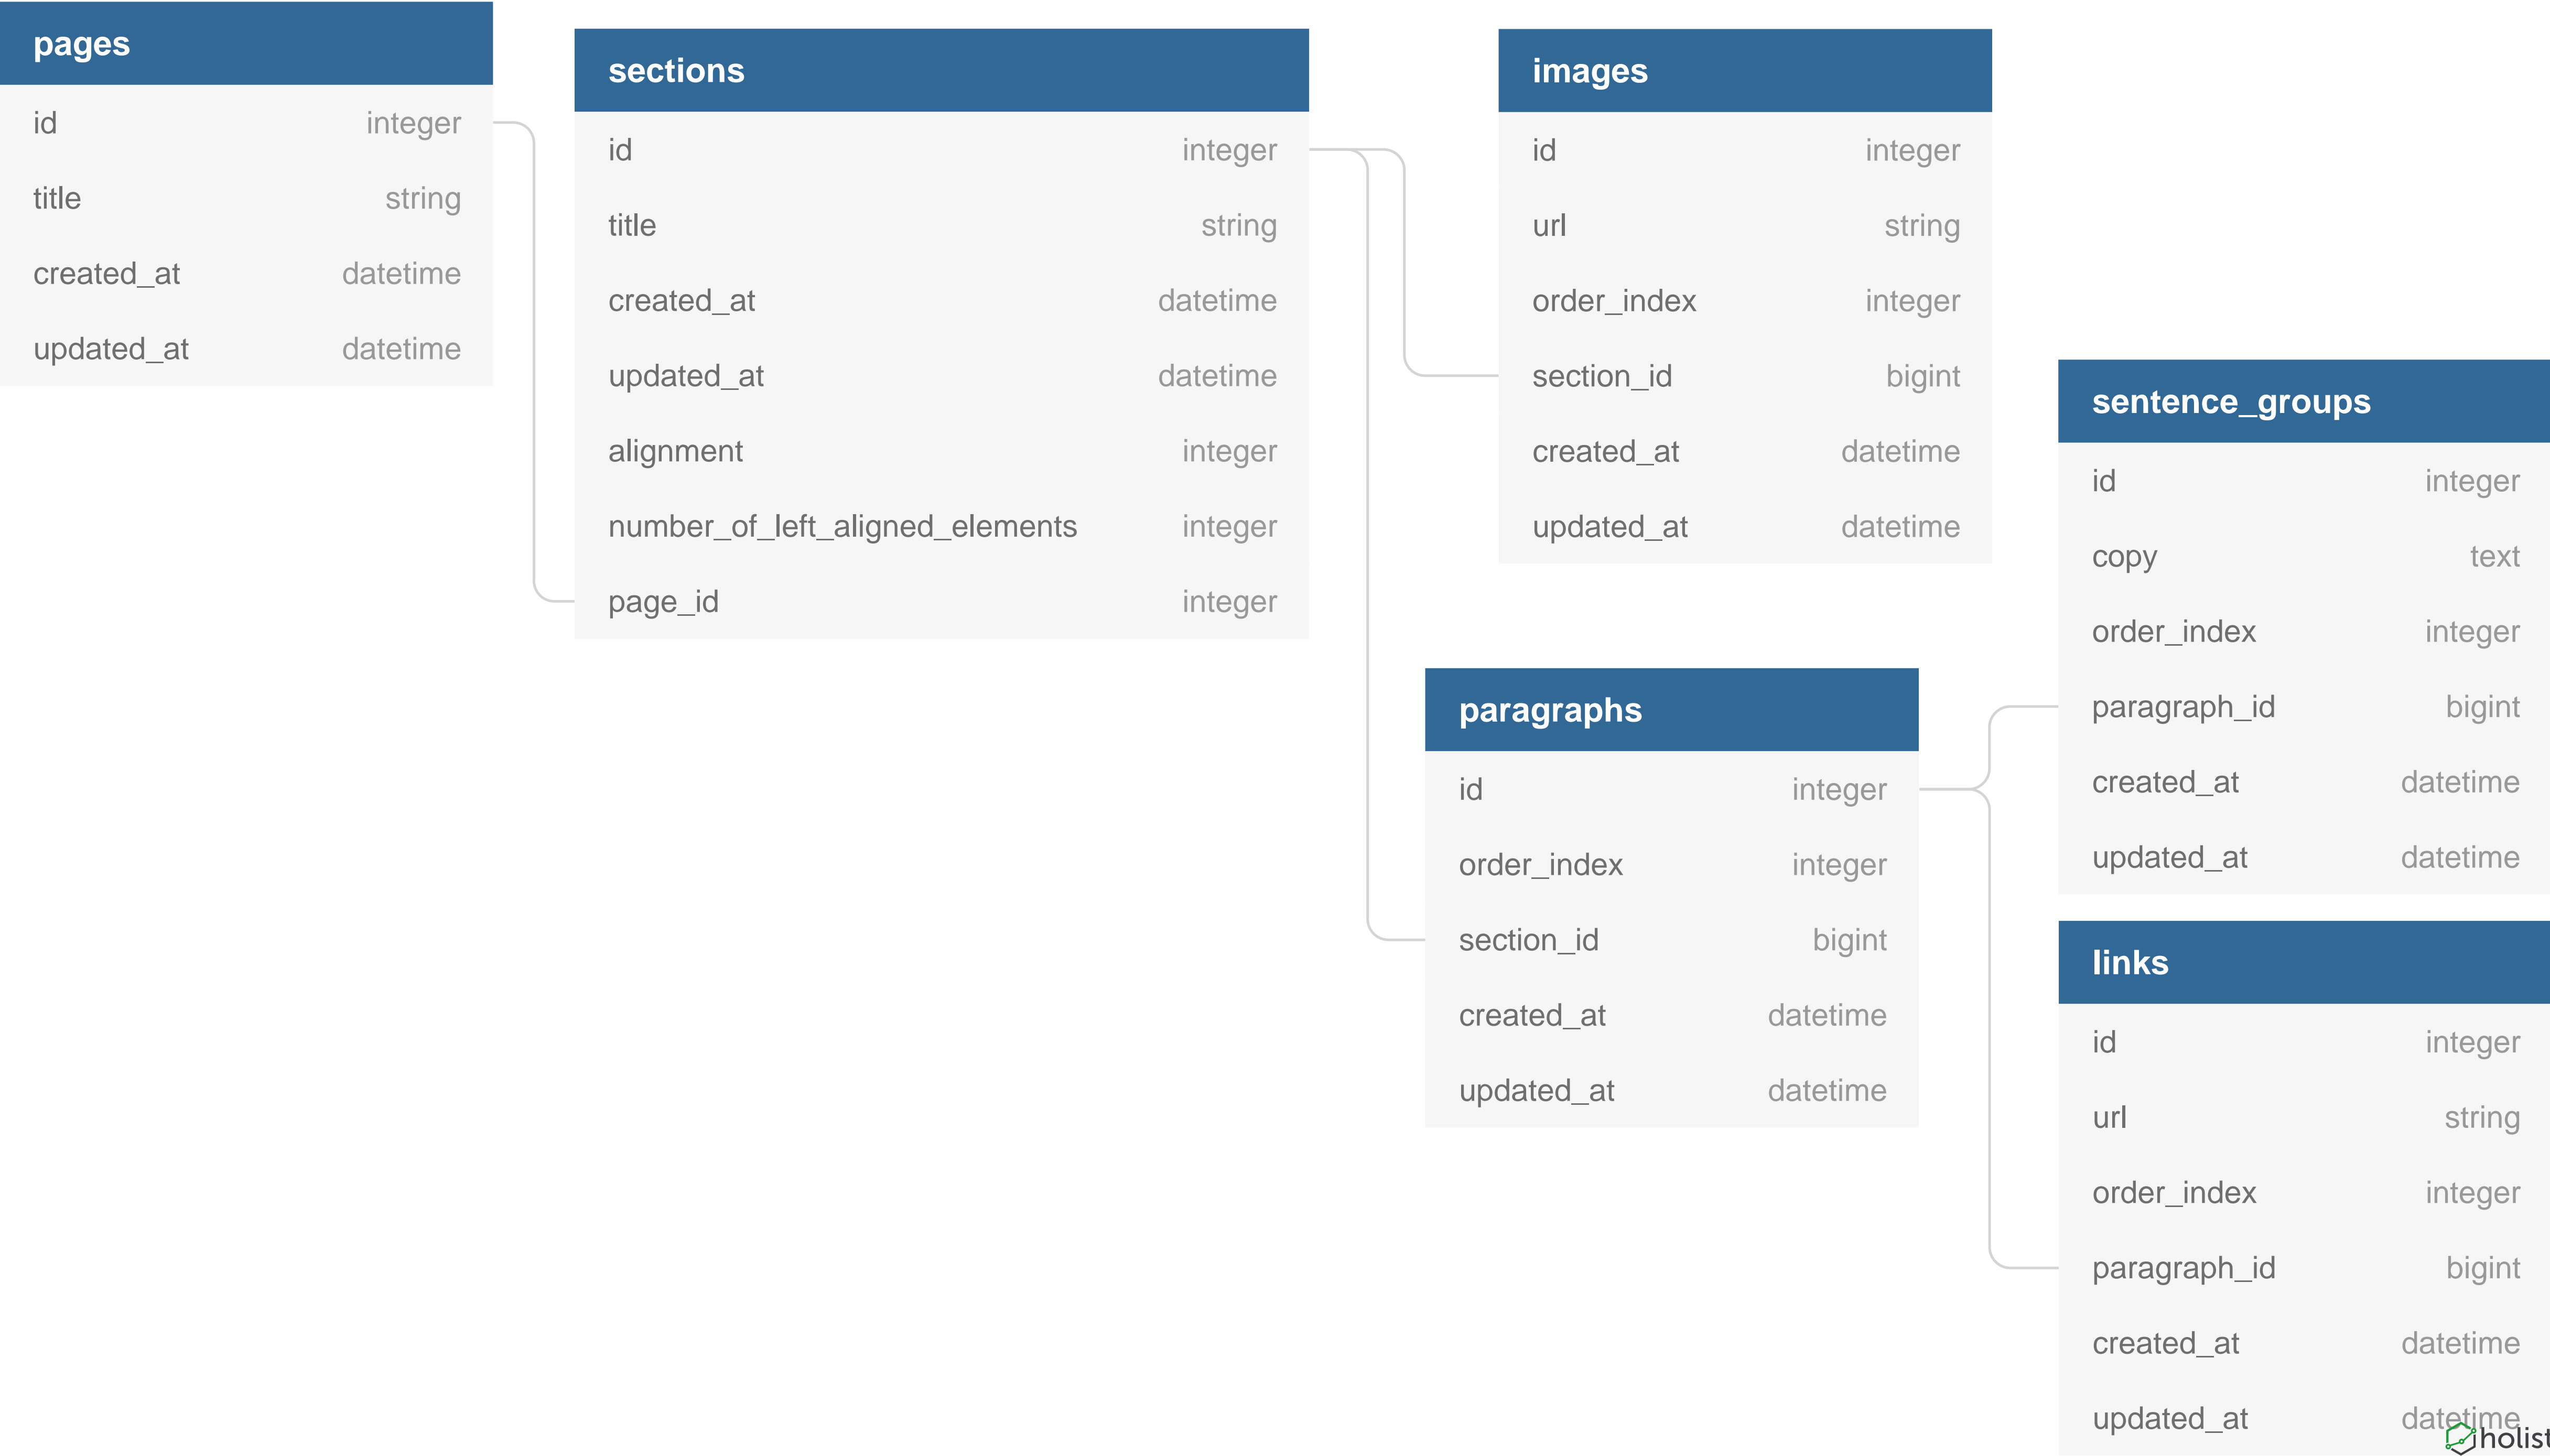 pages
id integer
title string
created_at datetime
updated_at datetime
sections
id integer
title string
created_at datetime
updated_at datetime
alignment integer
number_of_left_aligned_elements integer
page_id integer
images
id integer
url string
order_index integer
section_id bigint
created_at datetime
updated_at datetime
paragraphs
id integer
order_index integer
section_id bigint
created_at datetime
updated_at datetime
sentence_groups
id integer
copy text
order_index integer
paragraph_id bigint
created_at datetime
updated_at datetime
links
id integer
url string
order_index integer
paragraph_id bigint
created_at datetime
updated_at datetime
holist